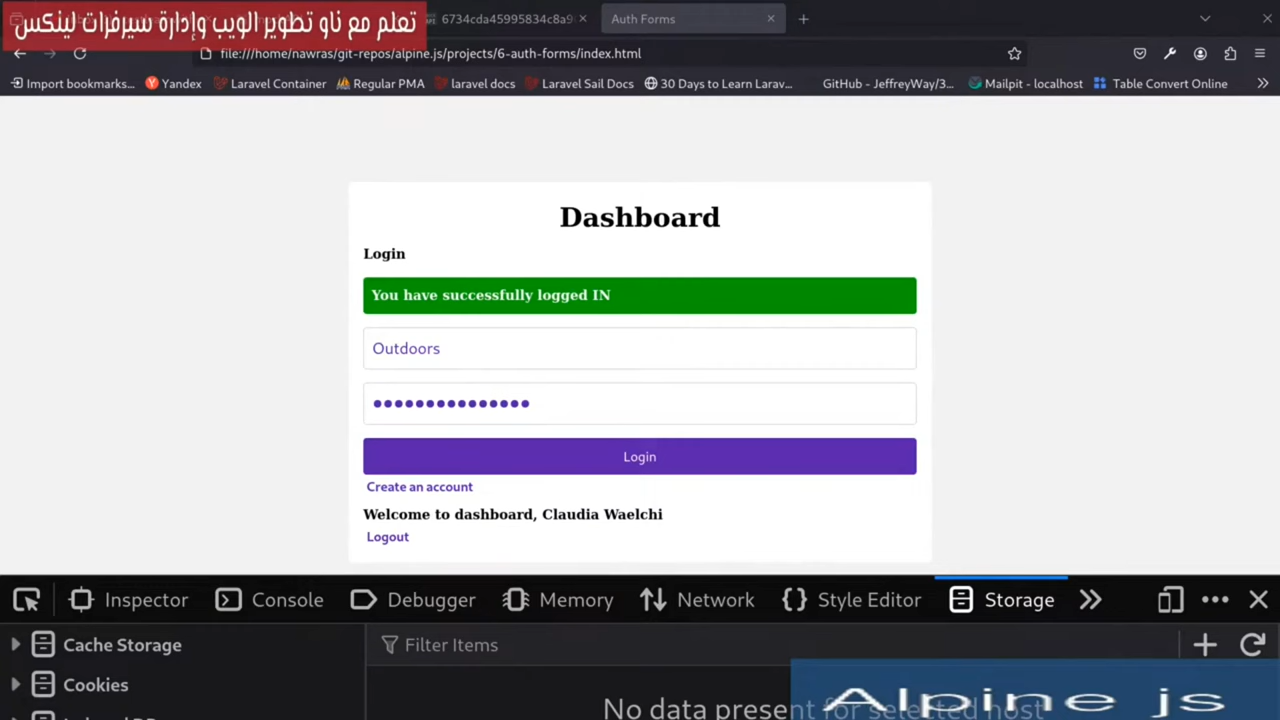 تعلم مع ناو تطوير الويب وإدارة سيرفرات لينكس
6734cda45995834c8a9
Auth Forms
file:///home/nawras/git-repos/alpine.js/projects/6-auth-forms/index.html
Import bookmarks... Yandex Laravel Container Regular PMA laravel docs Laravel Sail Docs 30 Days to Learn Larav... GitHub - JeffreyWay/3... Mailpit - localhost Table Convert Online
Dashboard
Login
You have successfully logged IN
Outdoors
●●●●●●●●●●●●●●●
Login
Create an account
Welcome to dashboard, Claudia Waelchi
Logout
Inspector Console Debugger Memory Network Style Editor Storage
Cache Storage
Filter Items
Cookies
No data present for selected host
Alpine js